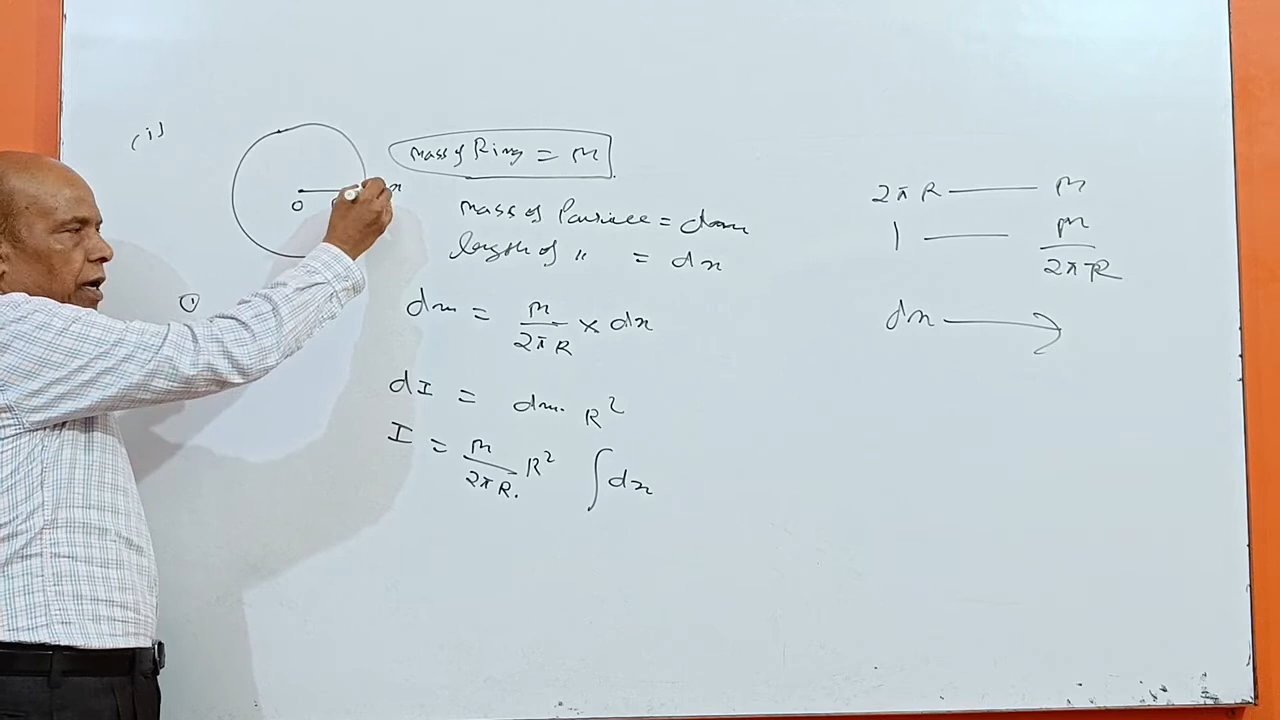 (i)
Mass of Ring = M
O
x
Mass of Particle = dm
length of " = dx
dm = M/2πR × dx
dI = dm. R²
I = M/2πR. R² ∫dx
2πR — M
1 — M/2πR
dx →